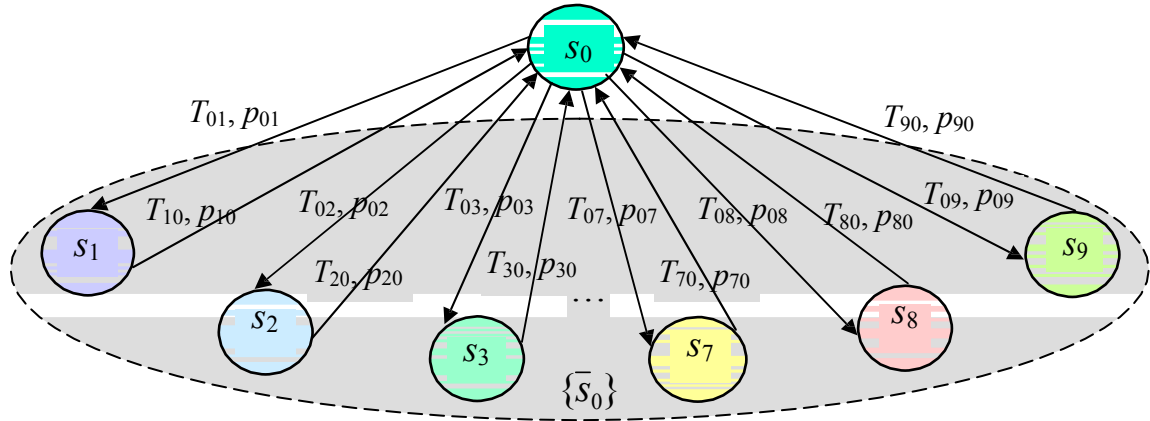 s₀
T₀₁, p₀₁
T₉₀, p₉₀
T₁₀, p₁₀
T₀₂, p₀₂
T₀₃, p₀₃
T₀₇, p₀₇
T₀₈, p₀₈
T₈₀, p₈₀
T₀₉, p₀₉
s₁
T₂₀, p₂₀
T₃₀, p₃₀
T₇₀, p₇₀
s₉
...
s₂
s₈
s₃
s₇
{s̅₀}